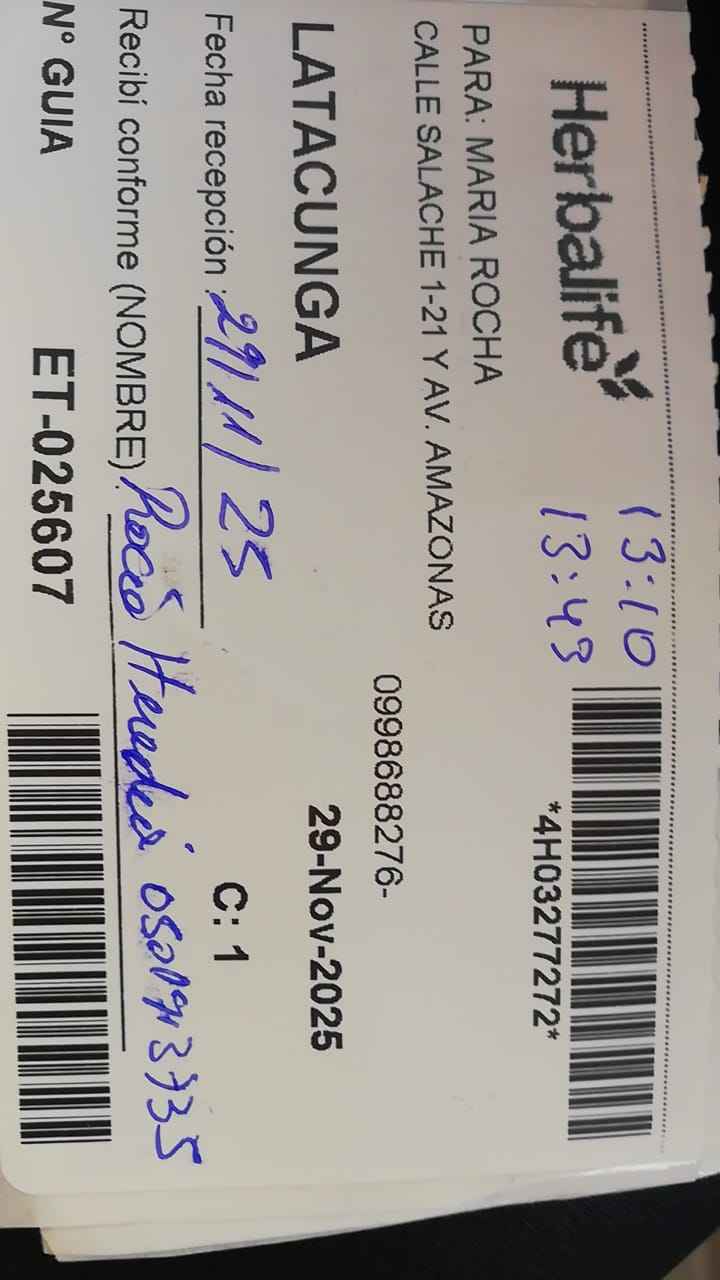 Herbalife
13:10
13:43
*4H03277272*
PARA: MARIA ROCHA
CALLE SALACHE 1-21 Y AV. AMAZONAS
0998688276-
LATACUNGA
29-Nov-2025
Fecha recepción : 29/11/25
C: 1
Recibí conforme (NOMBRE) Rocío Heredia
Nº GUIA ET-025607